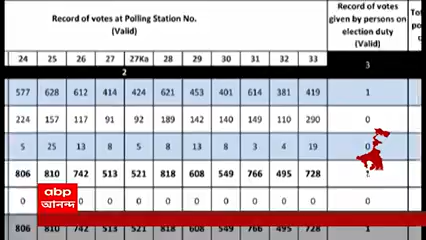 Record of votes at Polling Station No.
(Valid)
Record of votes
given by persons on
election duty
(Valid)
24 25 26 27 27Ka 28 29 30 31 32 33
2 3
577 628 612 414 424 621 453 401 614 381 419 1
224 157 117 91 92 189 142 140 149 110 290 0
5 25 13 8 5 8 13 8 3 4 19 0
806 810 742 513 521 818 608 549 766 495 728
abp
আনন্দ
0 0 0 0 0 0 0 0 0 0
806 810 742 513 521 818 608 549 766 495 728 1